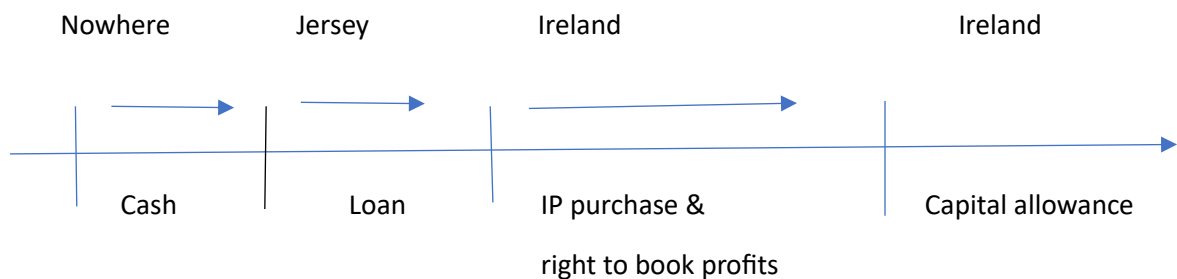 Nowhere Jersey Ireland Ireland
Cash Loan IP purchase & Capital allowance
right to book profits